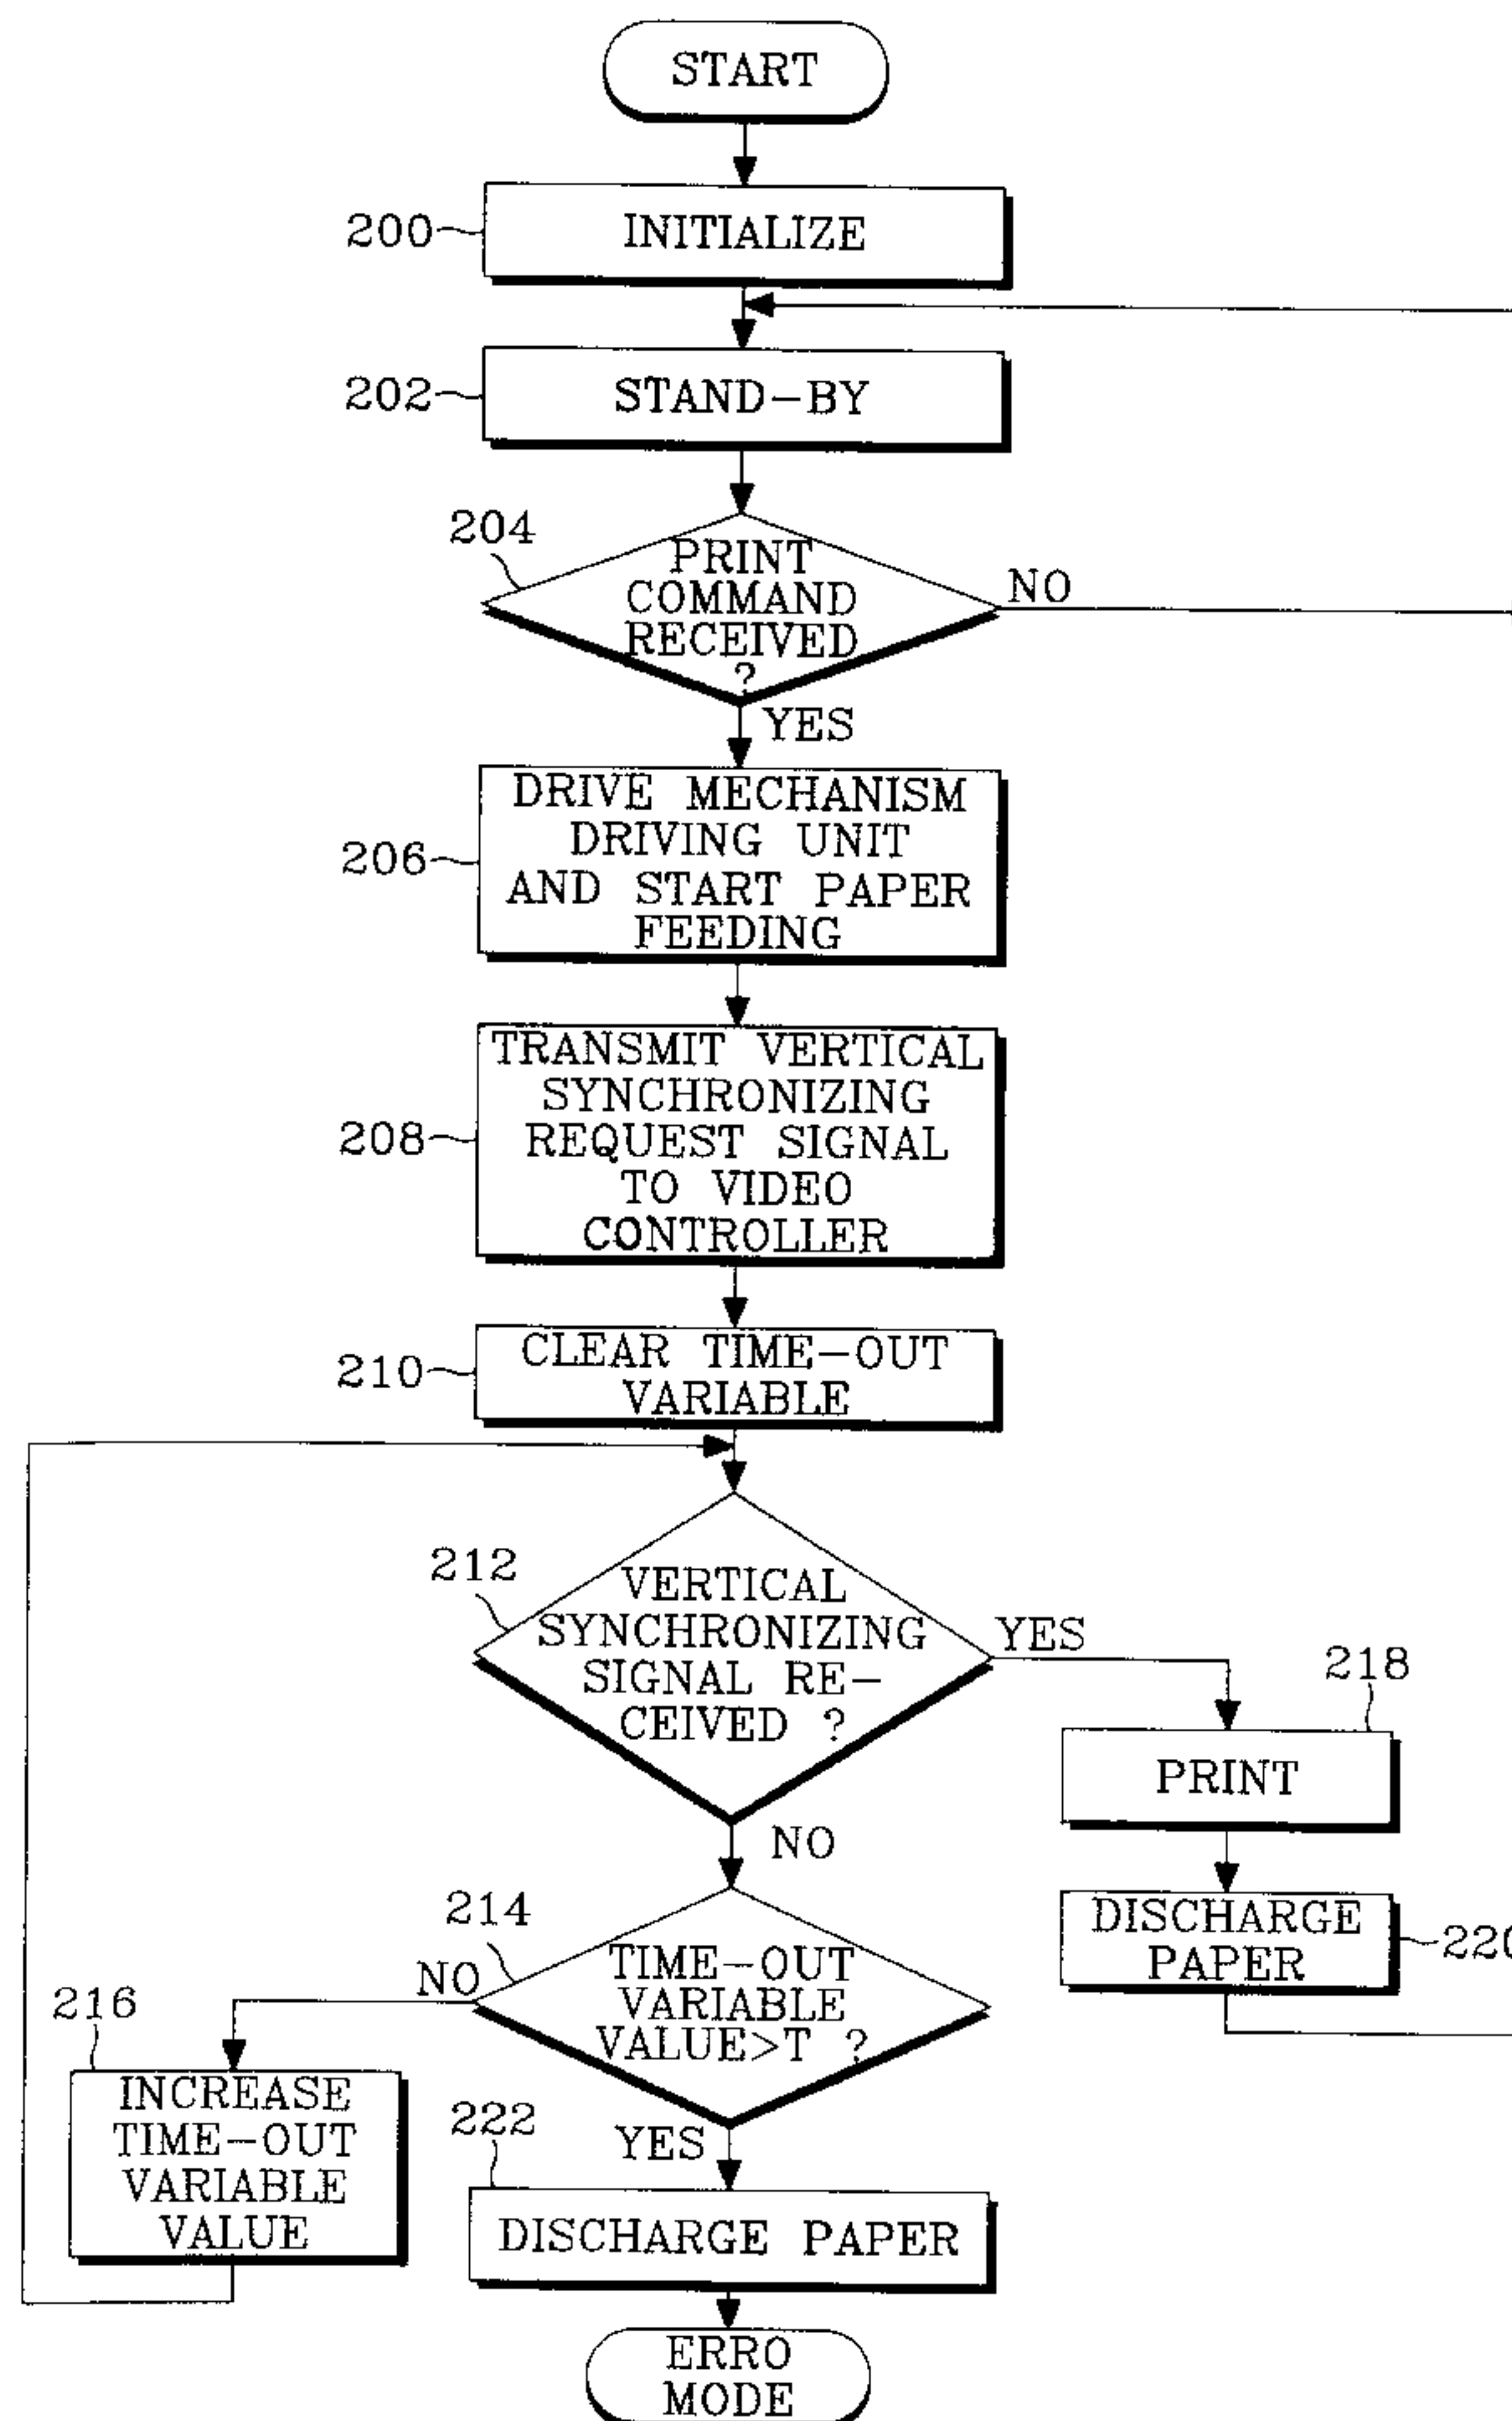 START
200
INITIALIZE
202
STAND-BY
204
PRINT
COMMAND
RECEIVED
?
NO
YES
206
DRIVE MECHANISM
DRIVING UNIT
AND START PAPER
FEEDING
208
TRANSMIT VERTICAL
SYNCHRONIZING
REQUEST SIGNAL
TO VIDEO
CONTROLLER
210
CLEAR TIME-OUT
VARIABLE
212
VERTICAL
SYNCHRONIZING
SIGNAL RE-
CEIVED ?
YES
218
PRINT
NO
DISCHARGE
PAPER
220
214
TIME-OUT
VARIABLE
VALUE>T ?
NO
216
INCREASE
TIME-OUT
VARIABLE
VALUE
YES
222
DISCHARGE PAPER
ERRO
MODE